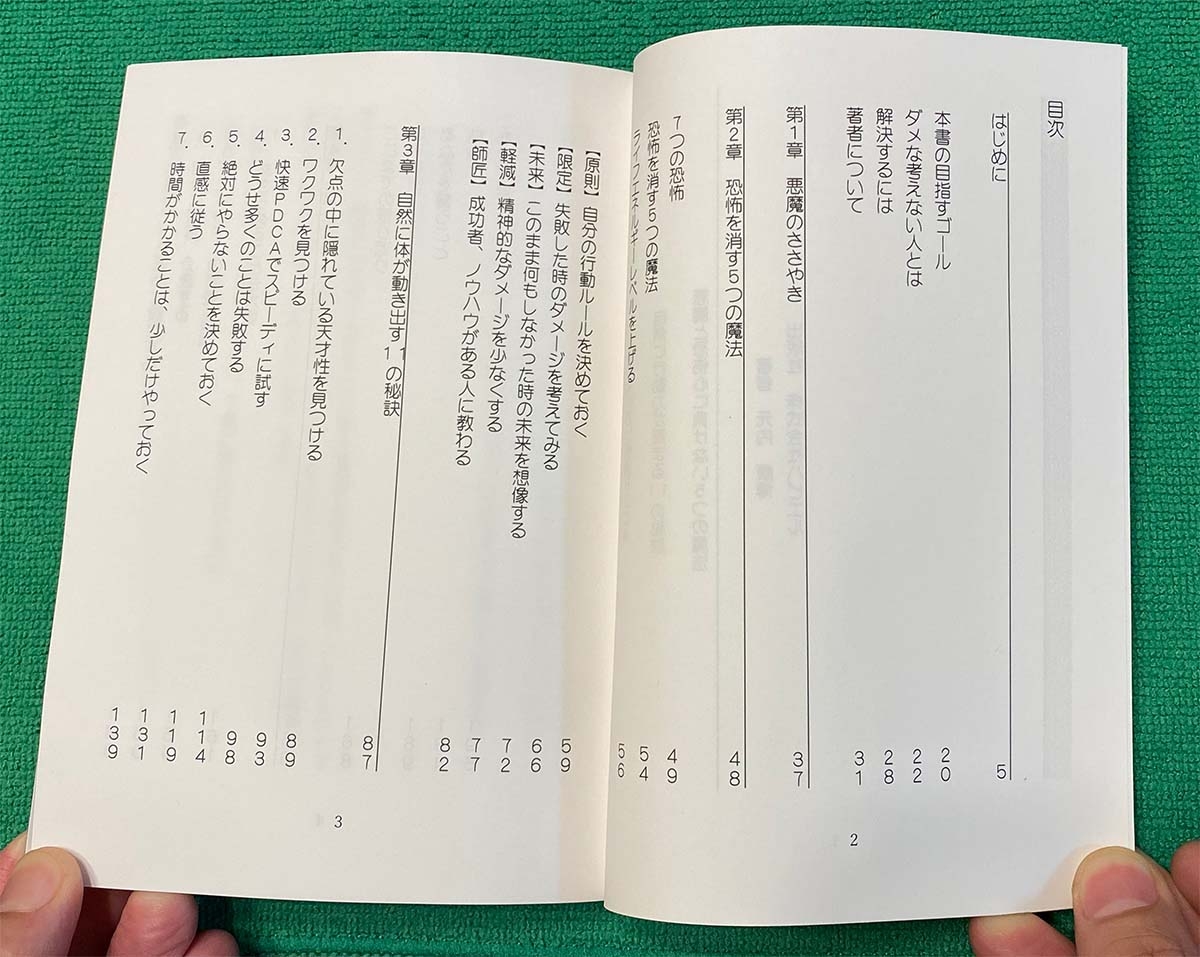 目次
はじめに 5
本書の目指すゴール 20
ダメな考えない人とは 22
解決するには 28
著者について 31
第1章 悪魔のささやき 37
第2章 恐怖を消す5つの魔法 48
7つの恐怖 49
恐怖を消す5つの魔法 54
ライフエネルギーレベルを上げる 56
2
【原則】自分の行動ルールを決めておく 59
【限定】失敗した時のダメージを考えてみる 66
【未来】このまま何もしなかった時の未来を想像する 72
【軽減】精神的なダメージを少なくする 77
【師匠】成功者、ノウハウがある人に教わる 82
第3章 自然に体が動き出す11の秘訣 87
1. 欠点の中に隠れている天才性を見つける 89
2. ワクワクを見つける 93
3. 快速PDCAでスピーディに試す 98
4. どうせ多くのことは失敗する 114
5. 絶対にやらないことを決めておく 119
6. 直感に従う 131
7. 時間がかかることは、少しだけやっておく 139
3